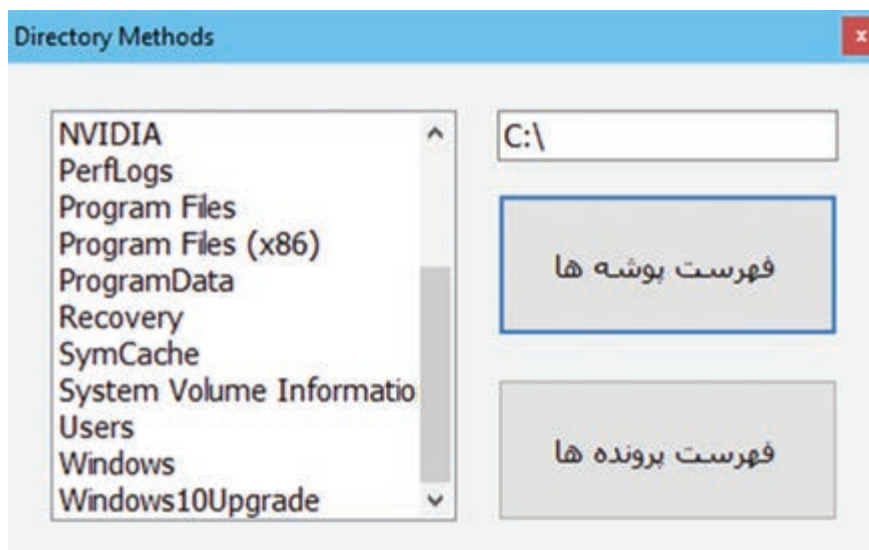 Directory Methods
x
NVIDIA
PerfLogs
Program Files
Program Files (x86)
ProgramData
Recovery
SymCache
System Volume Informatio
Users
Windows
Windows10Upgrade
C:\
فهرست پوشه ها
فهرست پرونده ها